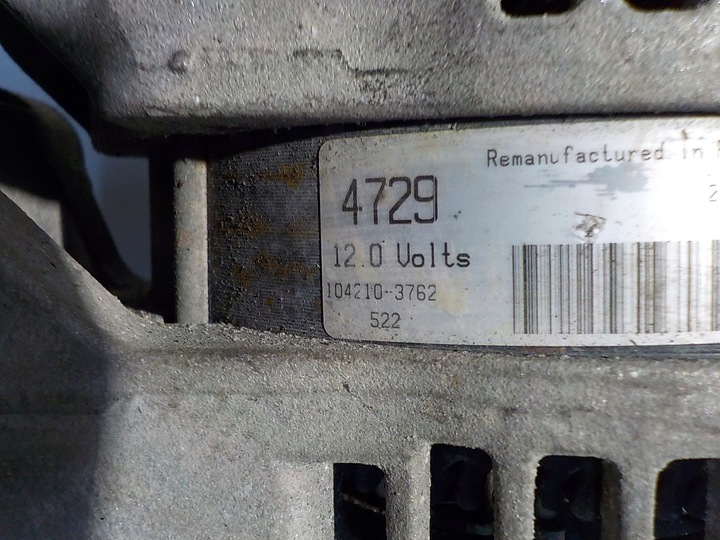 Remanufactured in
4729
12.0 Volts
104210-3762
522